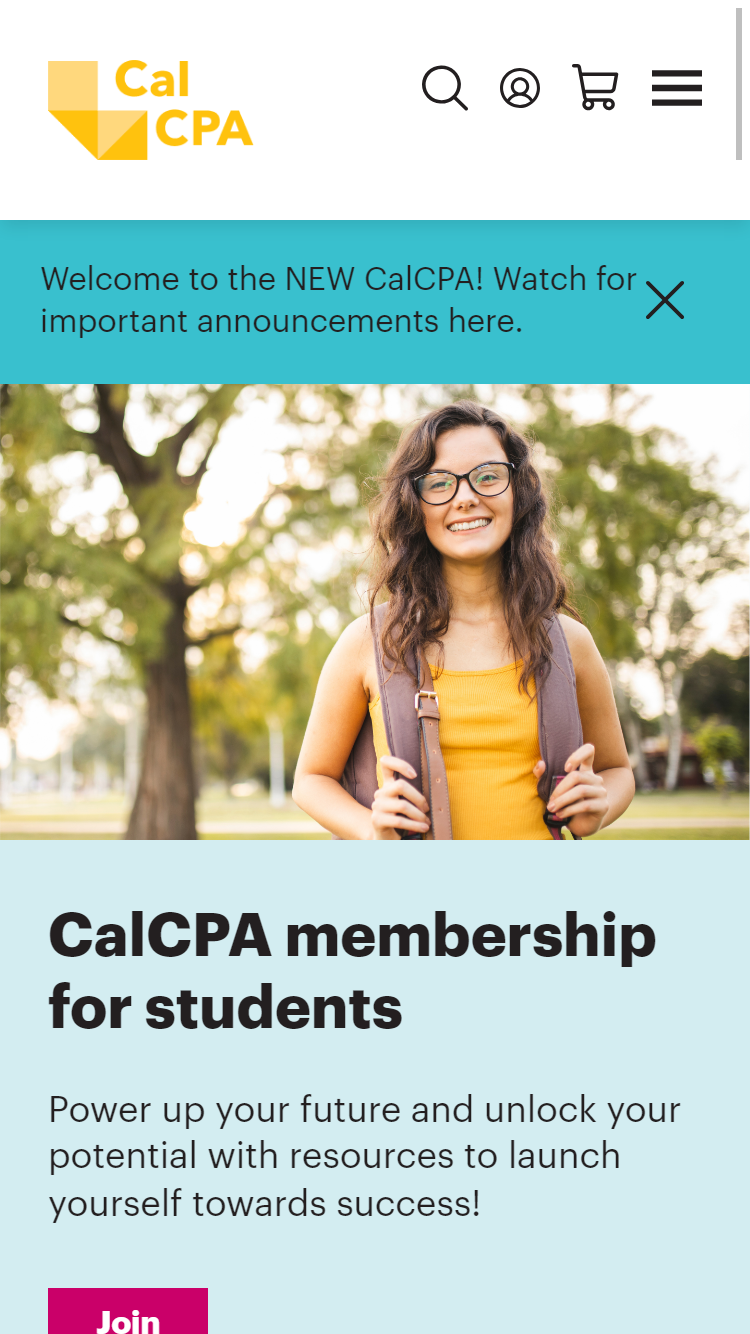 Cal
CPA
Welcome to the NEW CalCPA! Watch for
important announcements here.
CalCPA membership
for students
Power up your future and unlock your
potential with resources to launch
yourself towards success!
Join